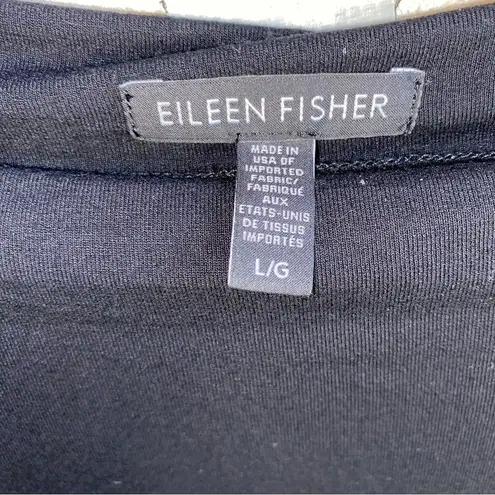 EILEEN FISHER
MADE IN
USA OF
IMPORTED
FABRIC/
FABRIQUÉ
AUX
ETATS-UNIS
DE TISSUS
IMPORTÉS
L/G